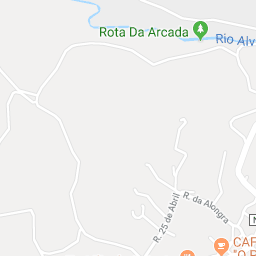 Rota Da Arcada
Rio Alv
R. da Alongra
R. 25 de Abril
N
CAF
"O P